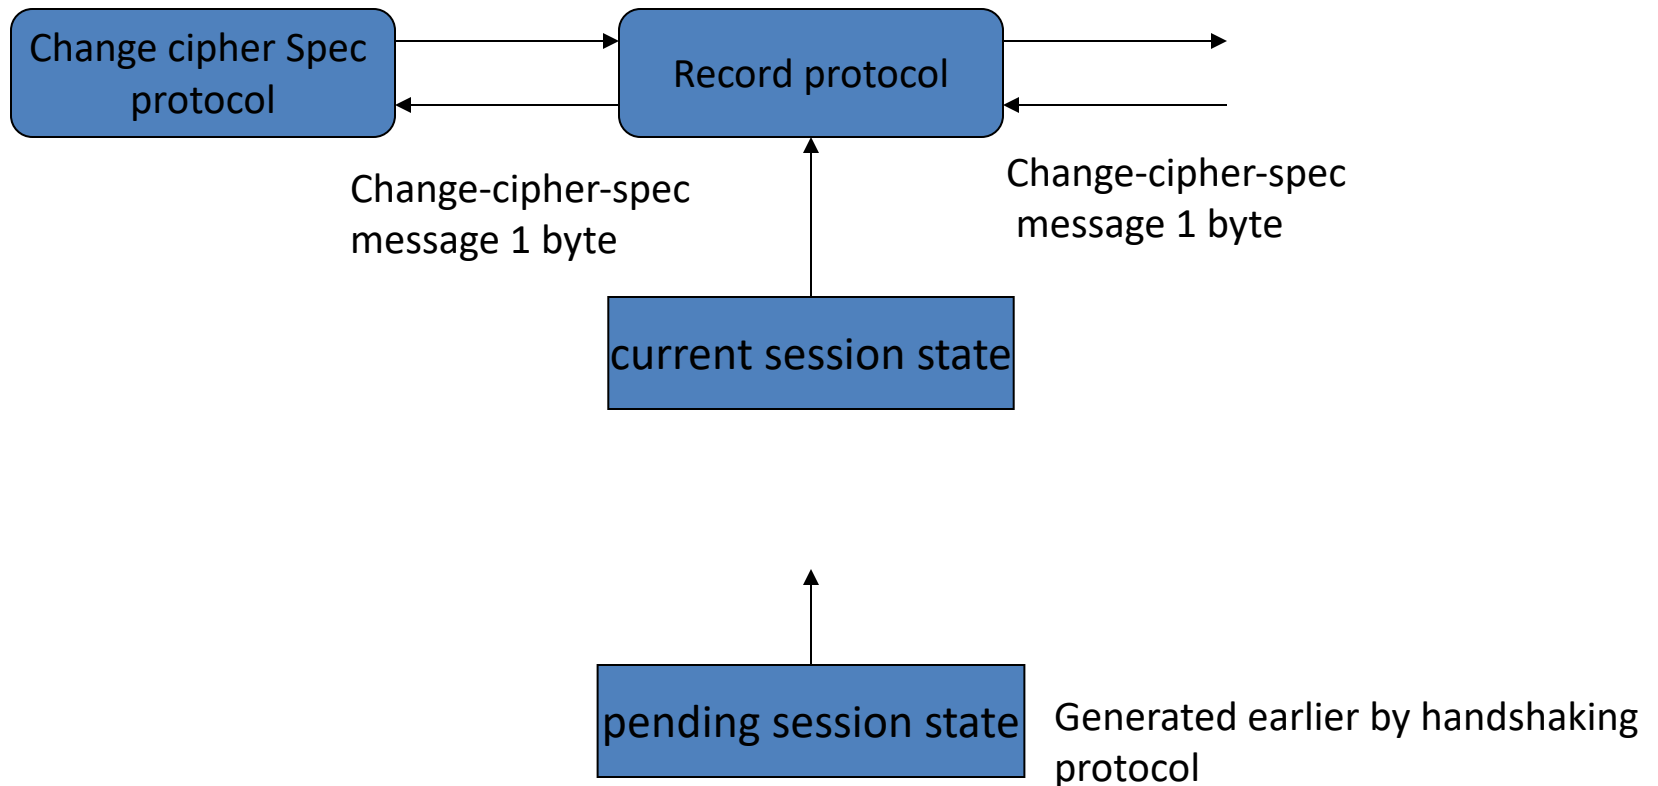 Change cipher Spec
protocol
Record protocol
Change-cipher-spec
message 1 byte
Change-cipher-spec
message 1 byte
current session state
pending session state
Generated earlier by handshaking
protocol